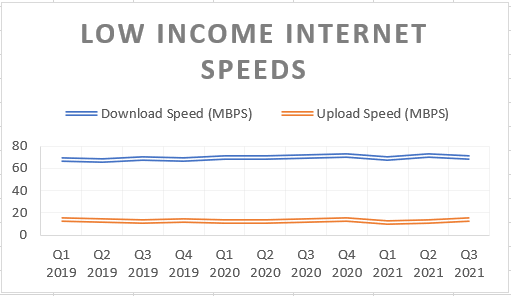 LOW INCOME INTERNET
SPEEDS
Download Speed (MBPS) Upload Speed (MBPS)
80
60
40
20
0
Q1 Q2 Q3 Q4 Q1 Q2 Q3 Q4 Q1 Q2 Q3
2019 2019 2019 2019 2020 2020 2020 2020 2021 2021 2021